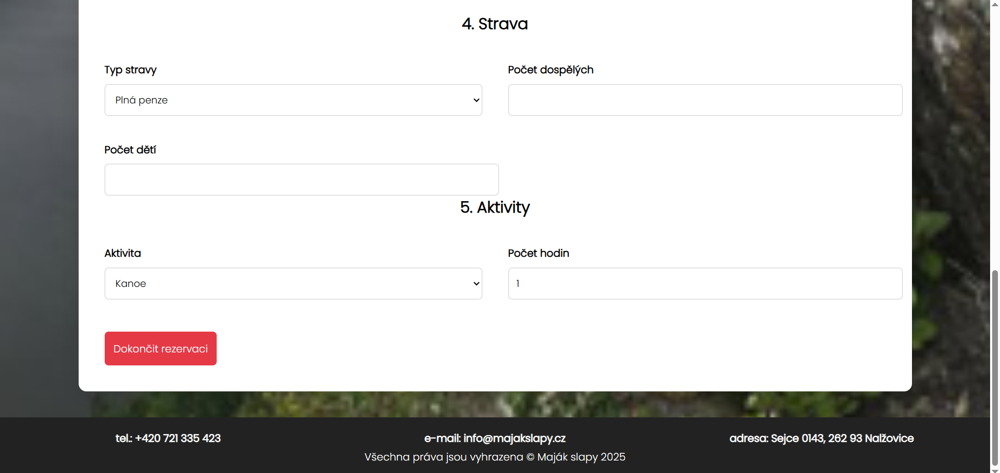 4. Strava
Typ stravy
Počet dospělých
Plná penze
Počet dětí
5. Aktivity
Aktivita
Počet hodin
Kanoe
1
Dokončit rezervaci
tel.: +420 721 335 423
e-mail: info@majakslapy.cz
adresa: Sejce 0143, 262 93 Nalžovice
Všechna práva jsou vyhrazena © Maják slapy 2025